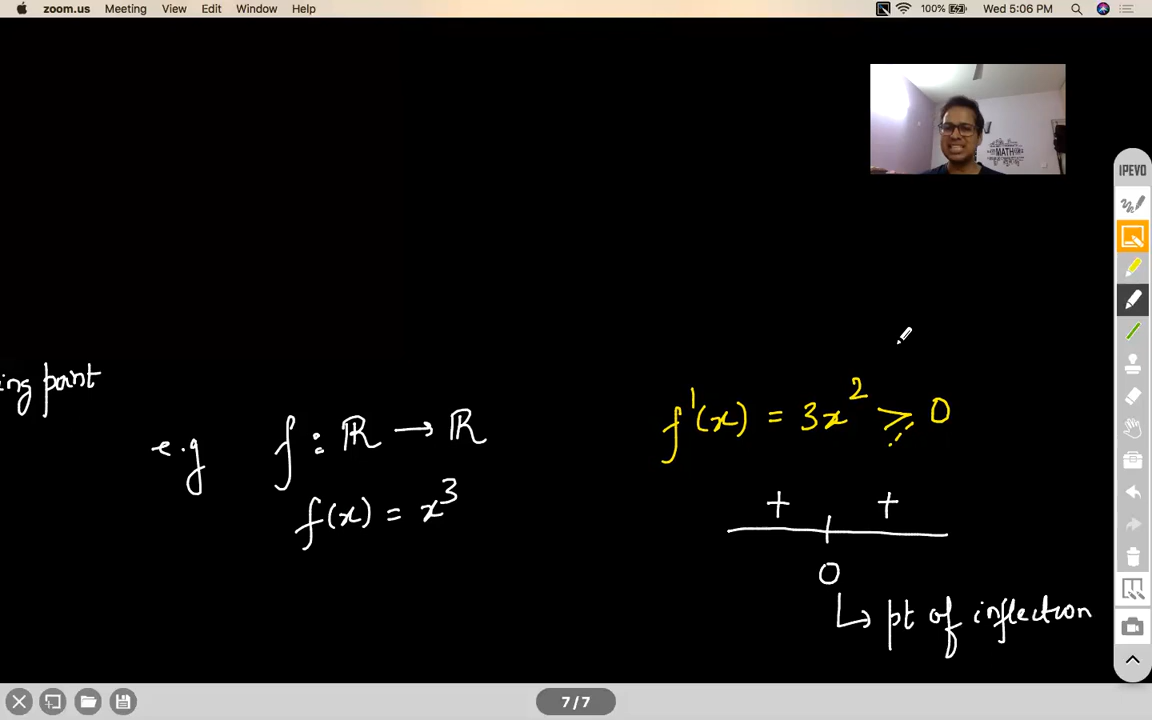 zoom.us Meeting View Edit Window Help 100% Wed 5:06 PM
MATH
IPEVO
ing point
e.g f : ℝ → ℝ
f(x) = x³
f'(x) = 3x² ≥ 0
+ +
0
↳ pt of inflection
7 / 7